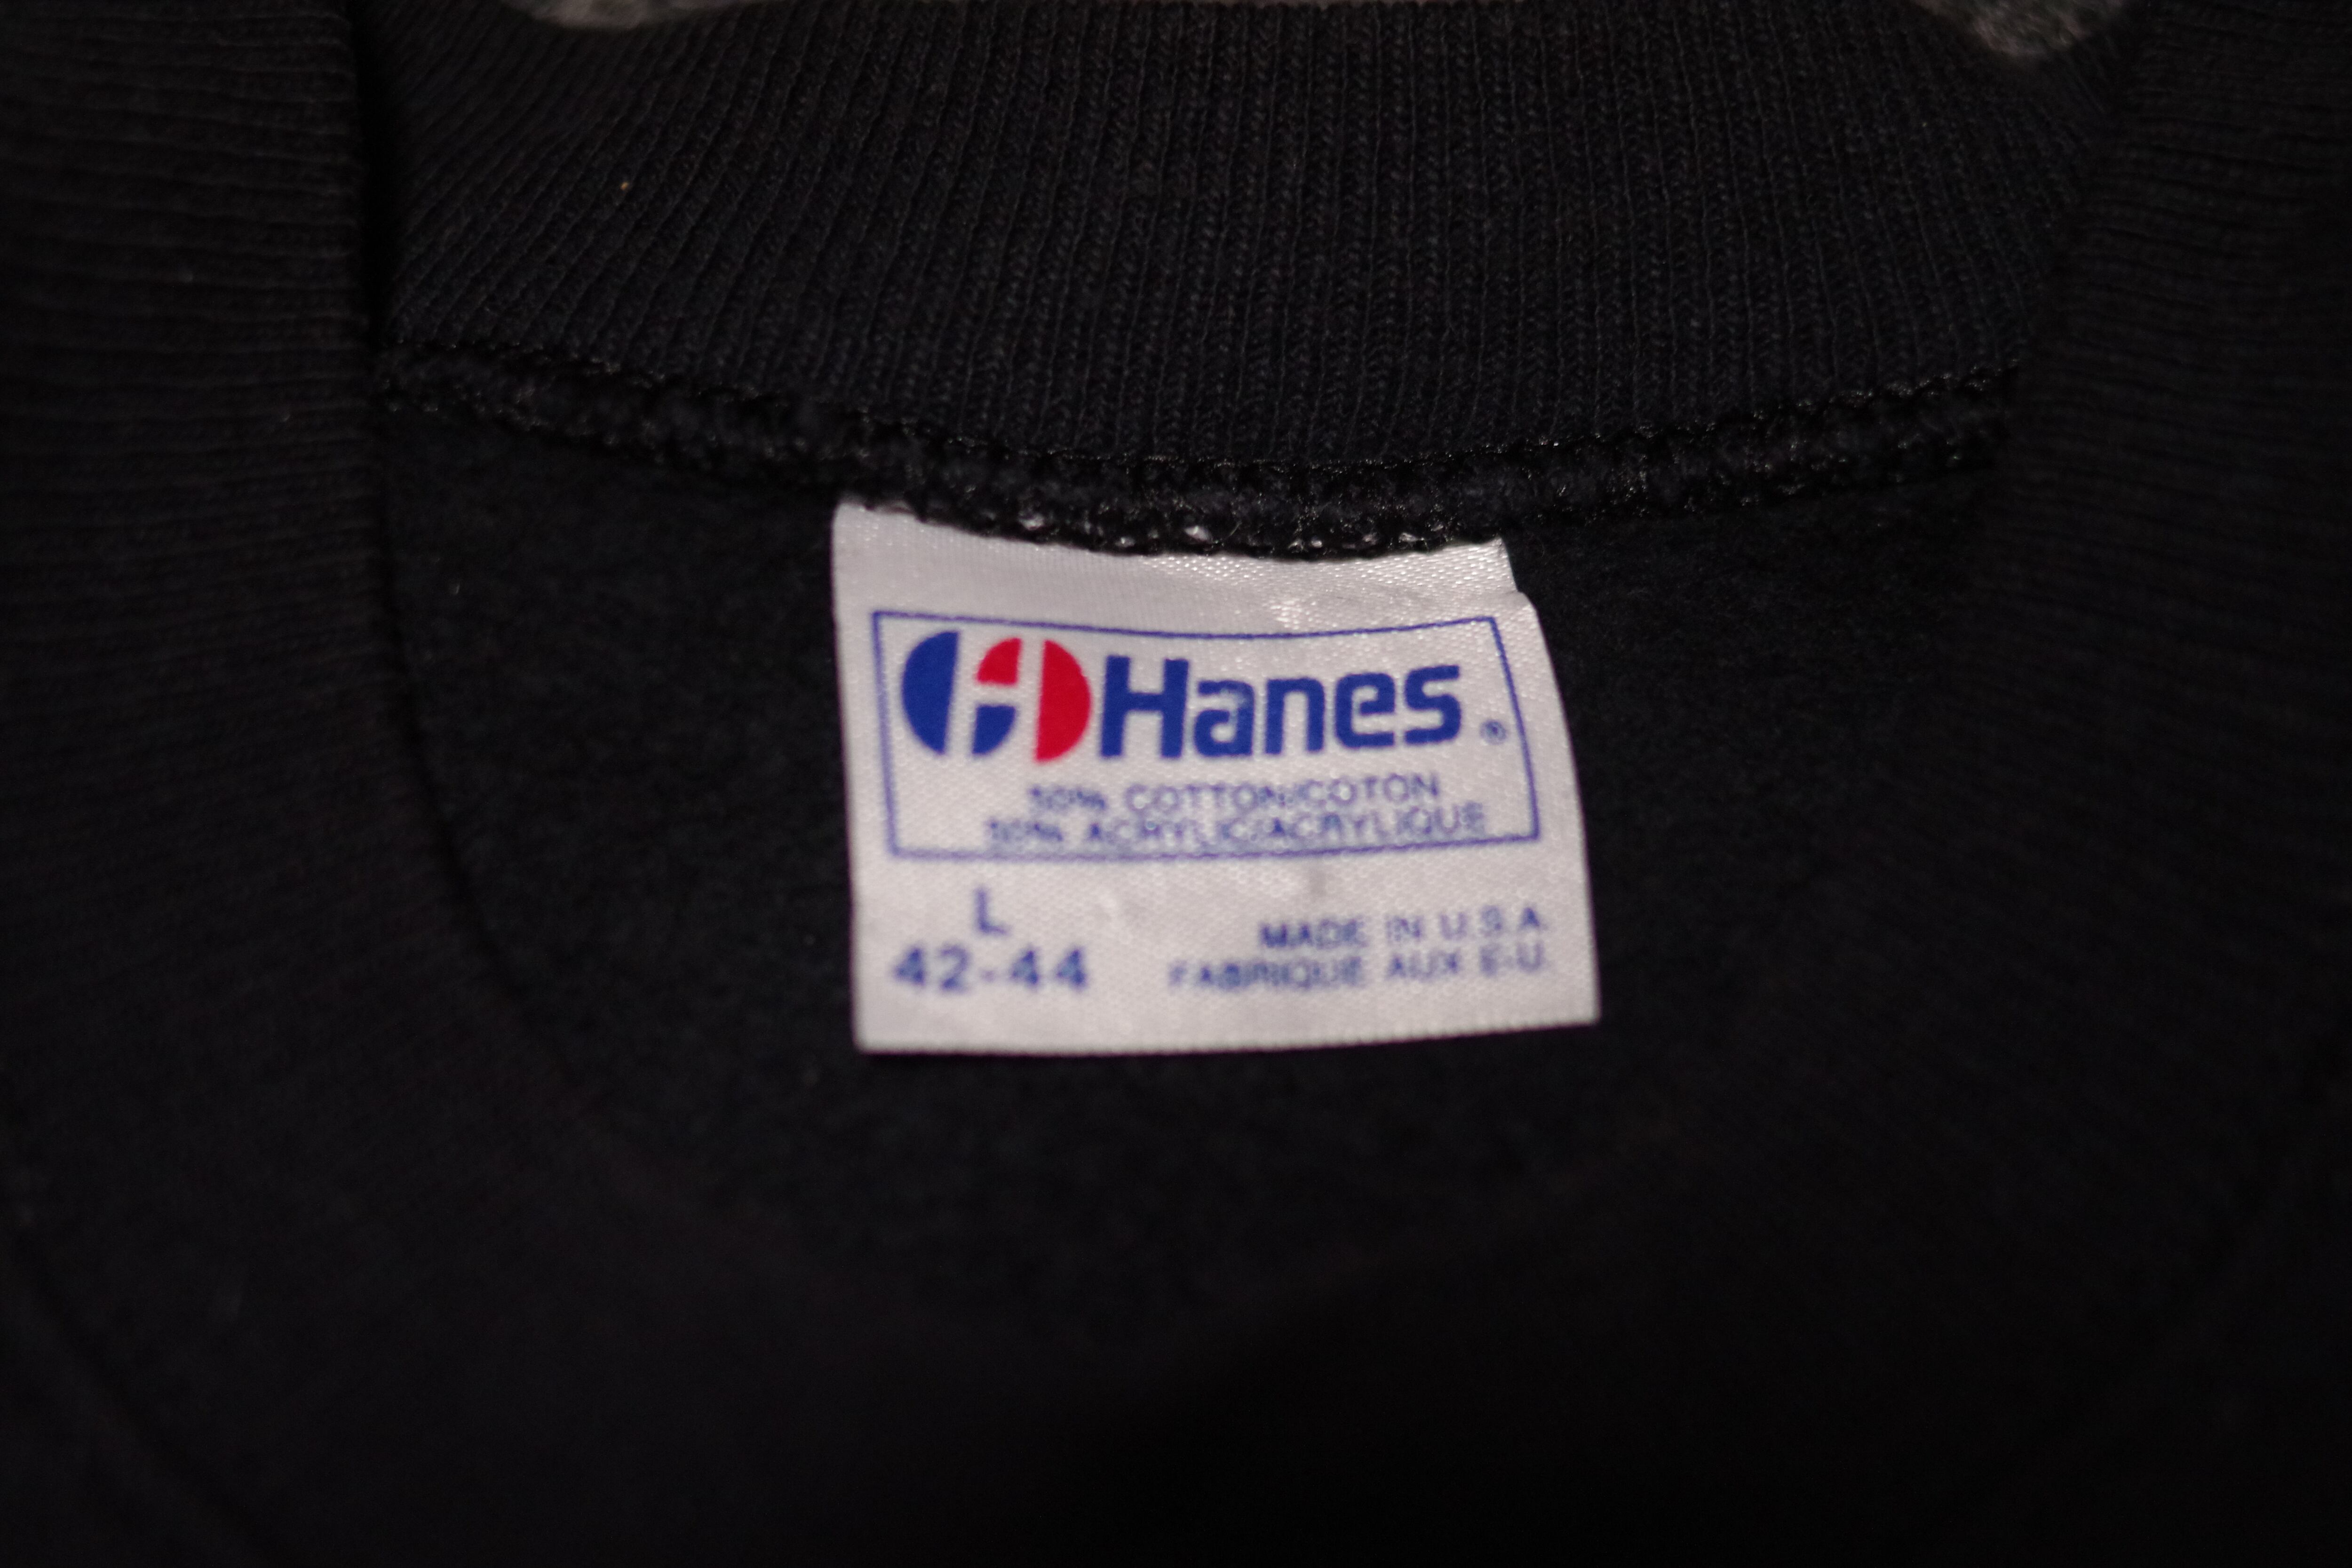 Hanes®
50% COTTON/COTON
50% ACRYLIC/ACRYLIQUE
L
42-44
MADE IN U.S.A.
FABRIQUE AUX E-U.